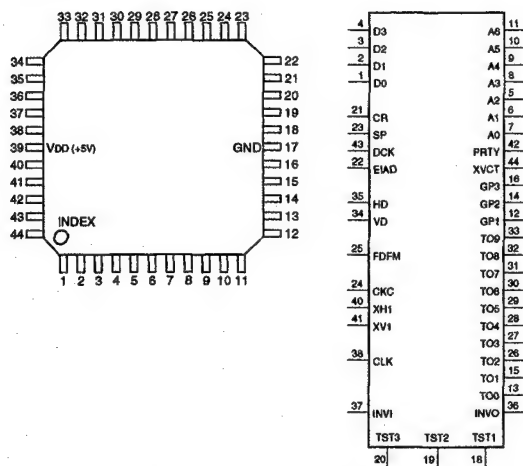 33 32 31 30 29 28 27 26 25 24 23
34 22
35 21
36 20
37 19
38 18
39 VDD (+5V) GND 17
40 16
41 15
42 14
43 INDEX 13
44 12
1 2 3 4 5 6 7 8 9 10 11
4 D3 A6 11
3 D2 A5 10
2 D1 A4 9
1 D0 A3 8
A2 5
21 CR A1 6
23 SP A0 7
43 DCK PRTY 42
22 EIAD XVCT 44
GP3 16
35 HD GP2 14
34 VD GP1 12
TO9 33
25 FDFM TO8 32
TO7 31
24 CKC TO6 30
40 XH1 TO5 29
41 XV1 TO4 28
TO3 27
38 CLK TO2 26
TO1 15
TO0 13
37 INVI INVO 36
TST3 TST2 TST1
20 19 18